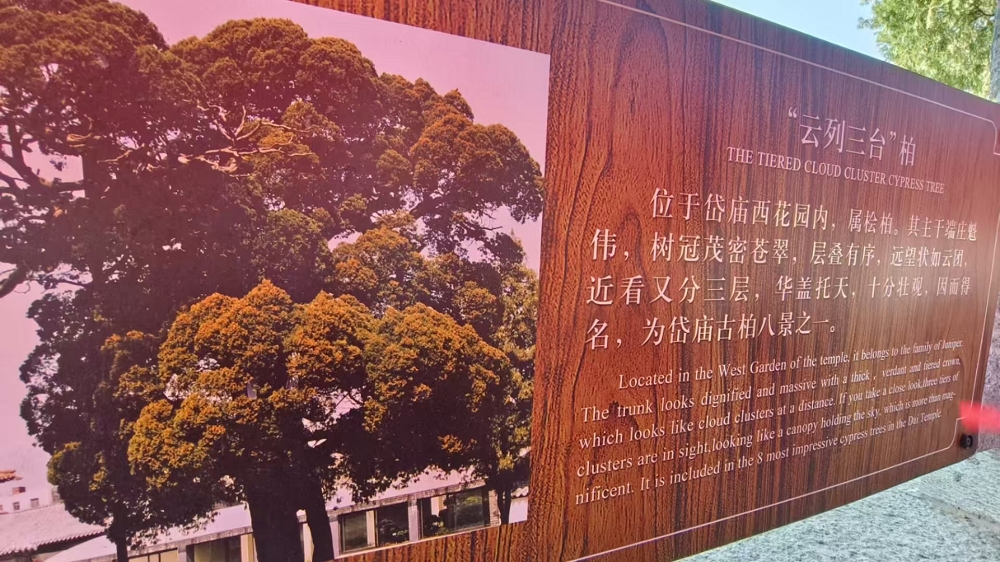 “云列三台”柏
THE TIERED CLOUD CLUSTER CYPRESS TREE
位于岱庙西花园内，属桧柏。其主干端庄魁
伟，树冠茂密苍翠，层叠有序，远望状如云团，
近看又分三层，华盖托天，十分壮观，因而得
名，为岱庙古柏八景之一。
Located in the West Garden of the temple, it belongs to the family of Juniper.
The trunk looks dignified and massive with a thick , verdant and tiered crown,
which looks like cloud clusters at a distance. If you take a close look,three tiers of
clusters are in sight,looking like a canopy holding the sky, which is more than mag-
nificent. It is included in the 8 most impressive cypress trees in the Dai Temple.